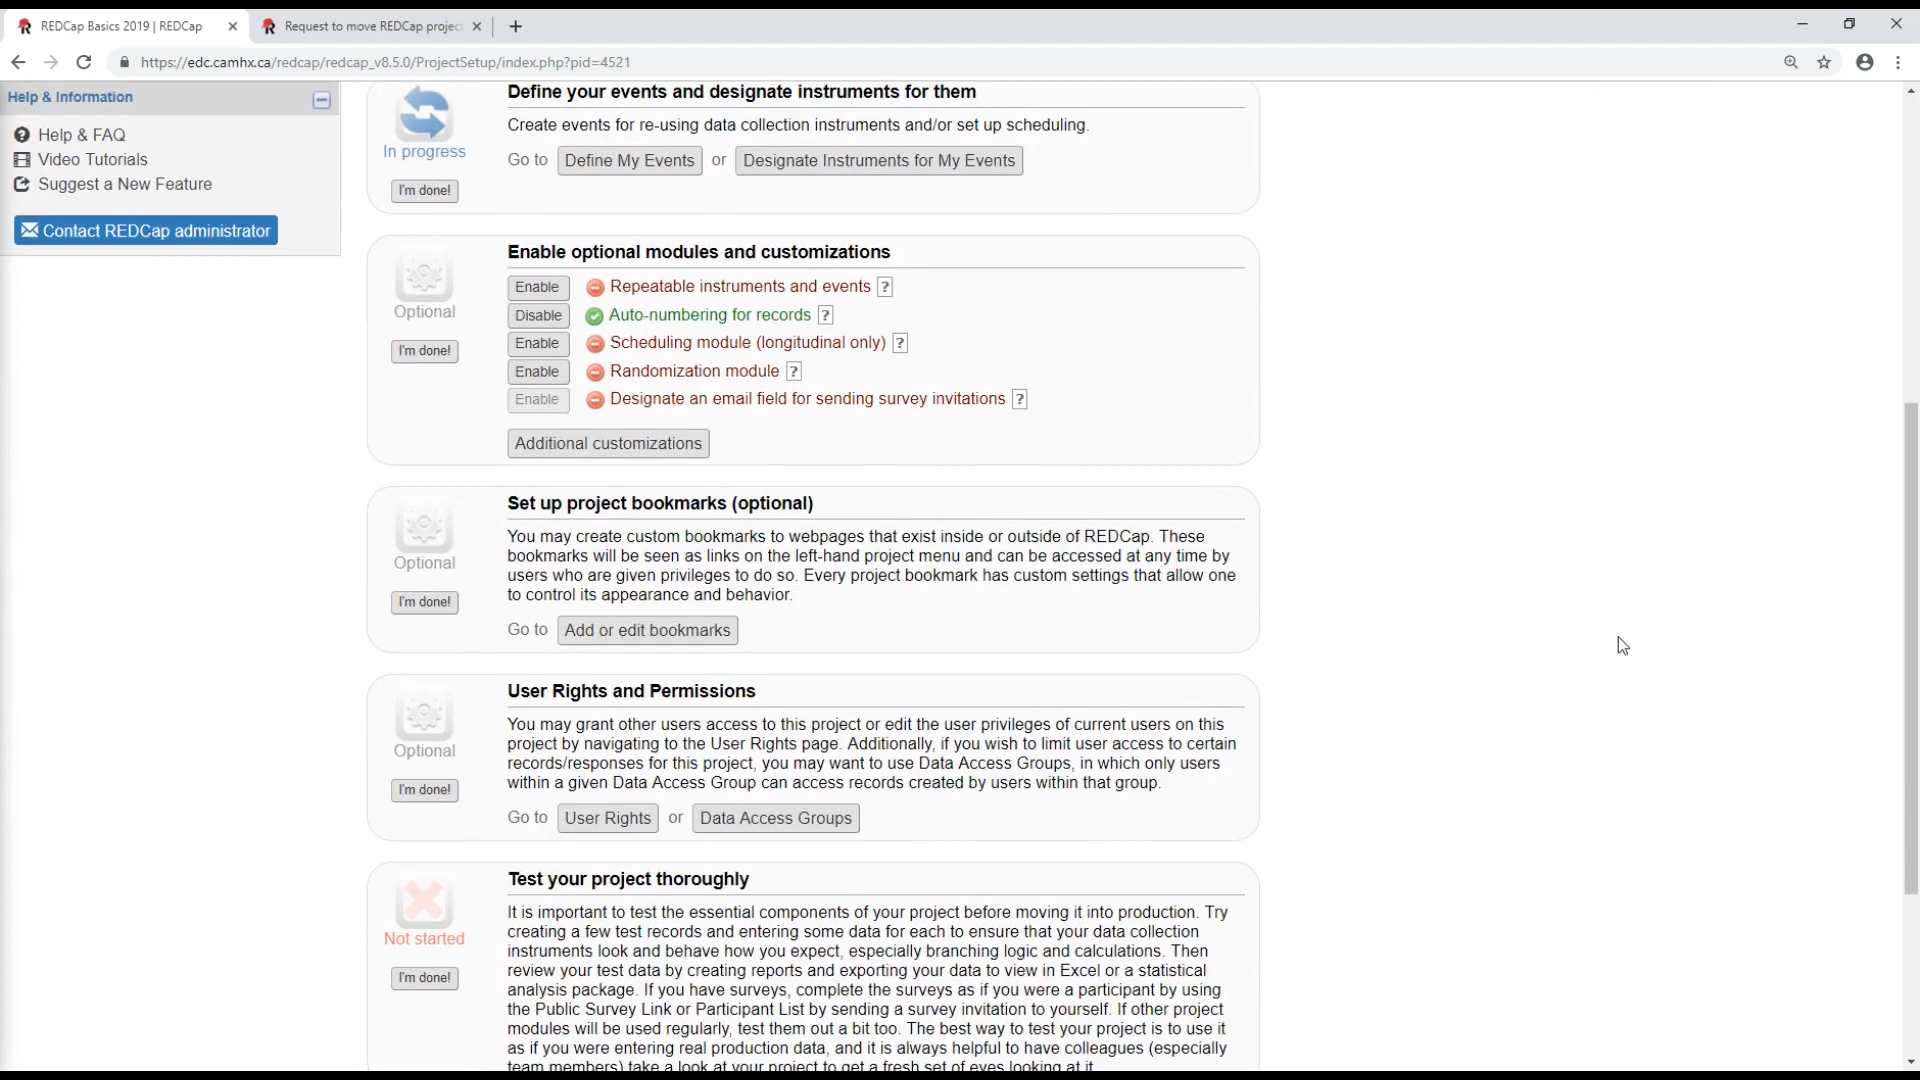 REDCap Basics 2019 | REDCap
Request to move REDCap project
https://edc.camhx.ca/redcap/redcap_v8.5.0/ProjectSetup/index.php?pid=4521
Help & Information
Help & FAQ
Video Tutorials
Suggest a New Feature
Contact REDCap administrator
Define your events and designate instruments for them
Create events for re-using data collection instruments and/or set up scheduling.
In progress
Go to Define My Events or Designate Instruments for My Events
I'm done!
Enable optional modules and customizations
Enable Repeatable instruments and events ?
Optional
Disable Auto-numbering for records ?
Enable Scheduling module (longitudinal only) ?
I'm done!
Enable Randomization module ?
Enable Designate an email field for sending survey invitations ?
Additional customizations
Set up project bookmarks (optional)
You may create custom bookmarks to webpages that exist inside or outside of REDCap. These
bookmarks will be seen as links on the left-hand project menu and can be accessed at any time by
users who are given privileges to do so. Every project bookmark has custom settings that allow one
to control its appearance and behavior.
Optional
I'm done!
Go to Add or edit bookmarks
User Rights and Permissions
You may grant other users access to this project or edit the user privileges of current users on this
project by navigating to the User Rights page. Additionally, if you wish to limit user access to certain
records/responses for this project, you may want to use Data Access Groups, in which only users
within a given Data Access Group can access records created by users within that group.
Optional
I'm done!
Go to User Rights or Data Access Groups
Test your project thoroughly
It is important to test the essential components of your project before moving it into production. Try
creating a few test records and entering some data for each to ensure that your data collection
instruments look and behave how you expect, especially branching logic and calculations. Then
review your test data by creating reports and exporting your data to view in Excel or a statistical
analysis package. If you have surveys, complete the surveys as if you were a participant by using
the Public Survey Link or Participant List by sending a survey invitation to yourself. If other project
modules will be used regularly, test them out a bit too. The best way to test your project is to use it
as if you were entering real production data, and it is always helpful to have colleagues (especially
team members) take a look at your project to get a fresh set of eyes looking at it.
Not started
I'm done!